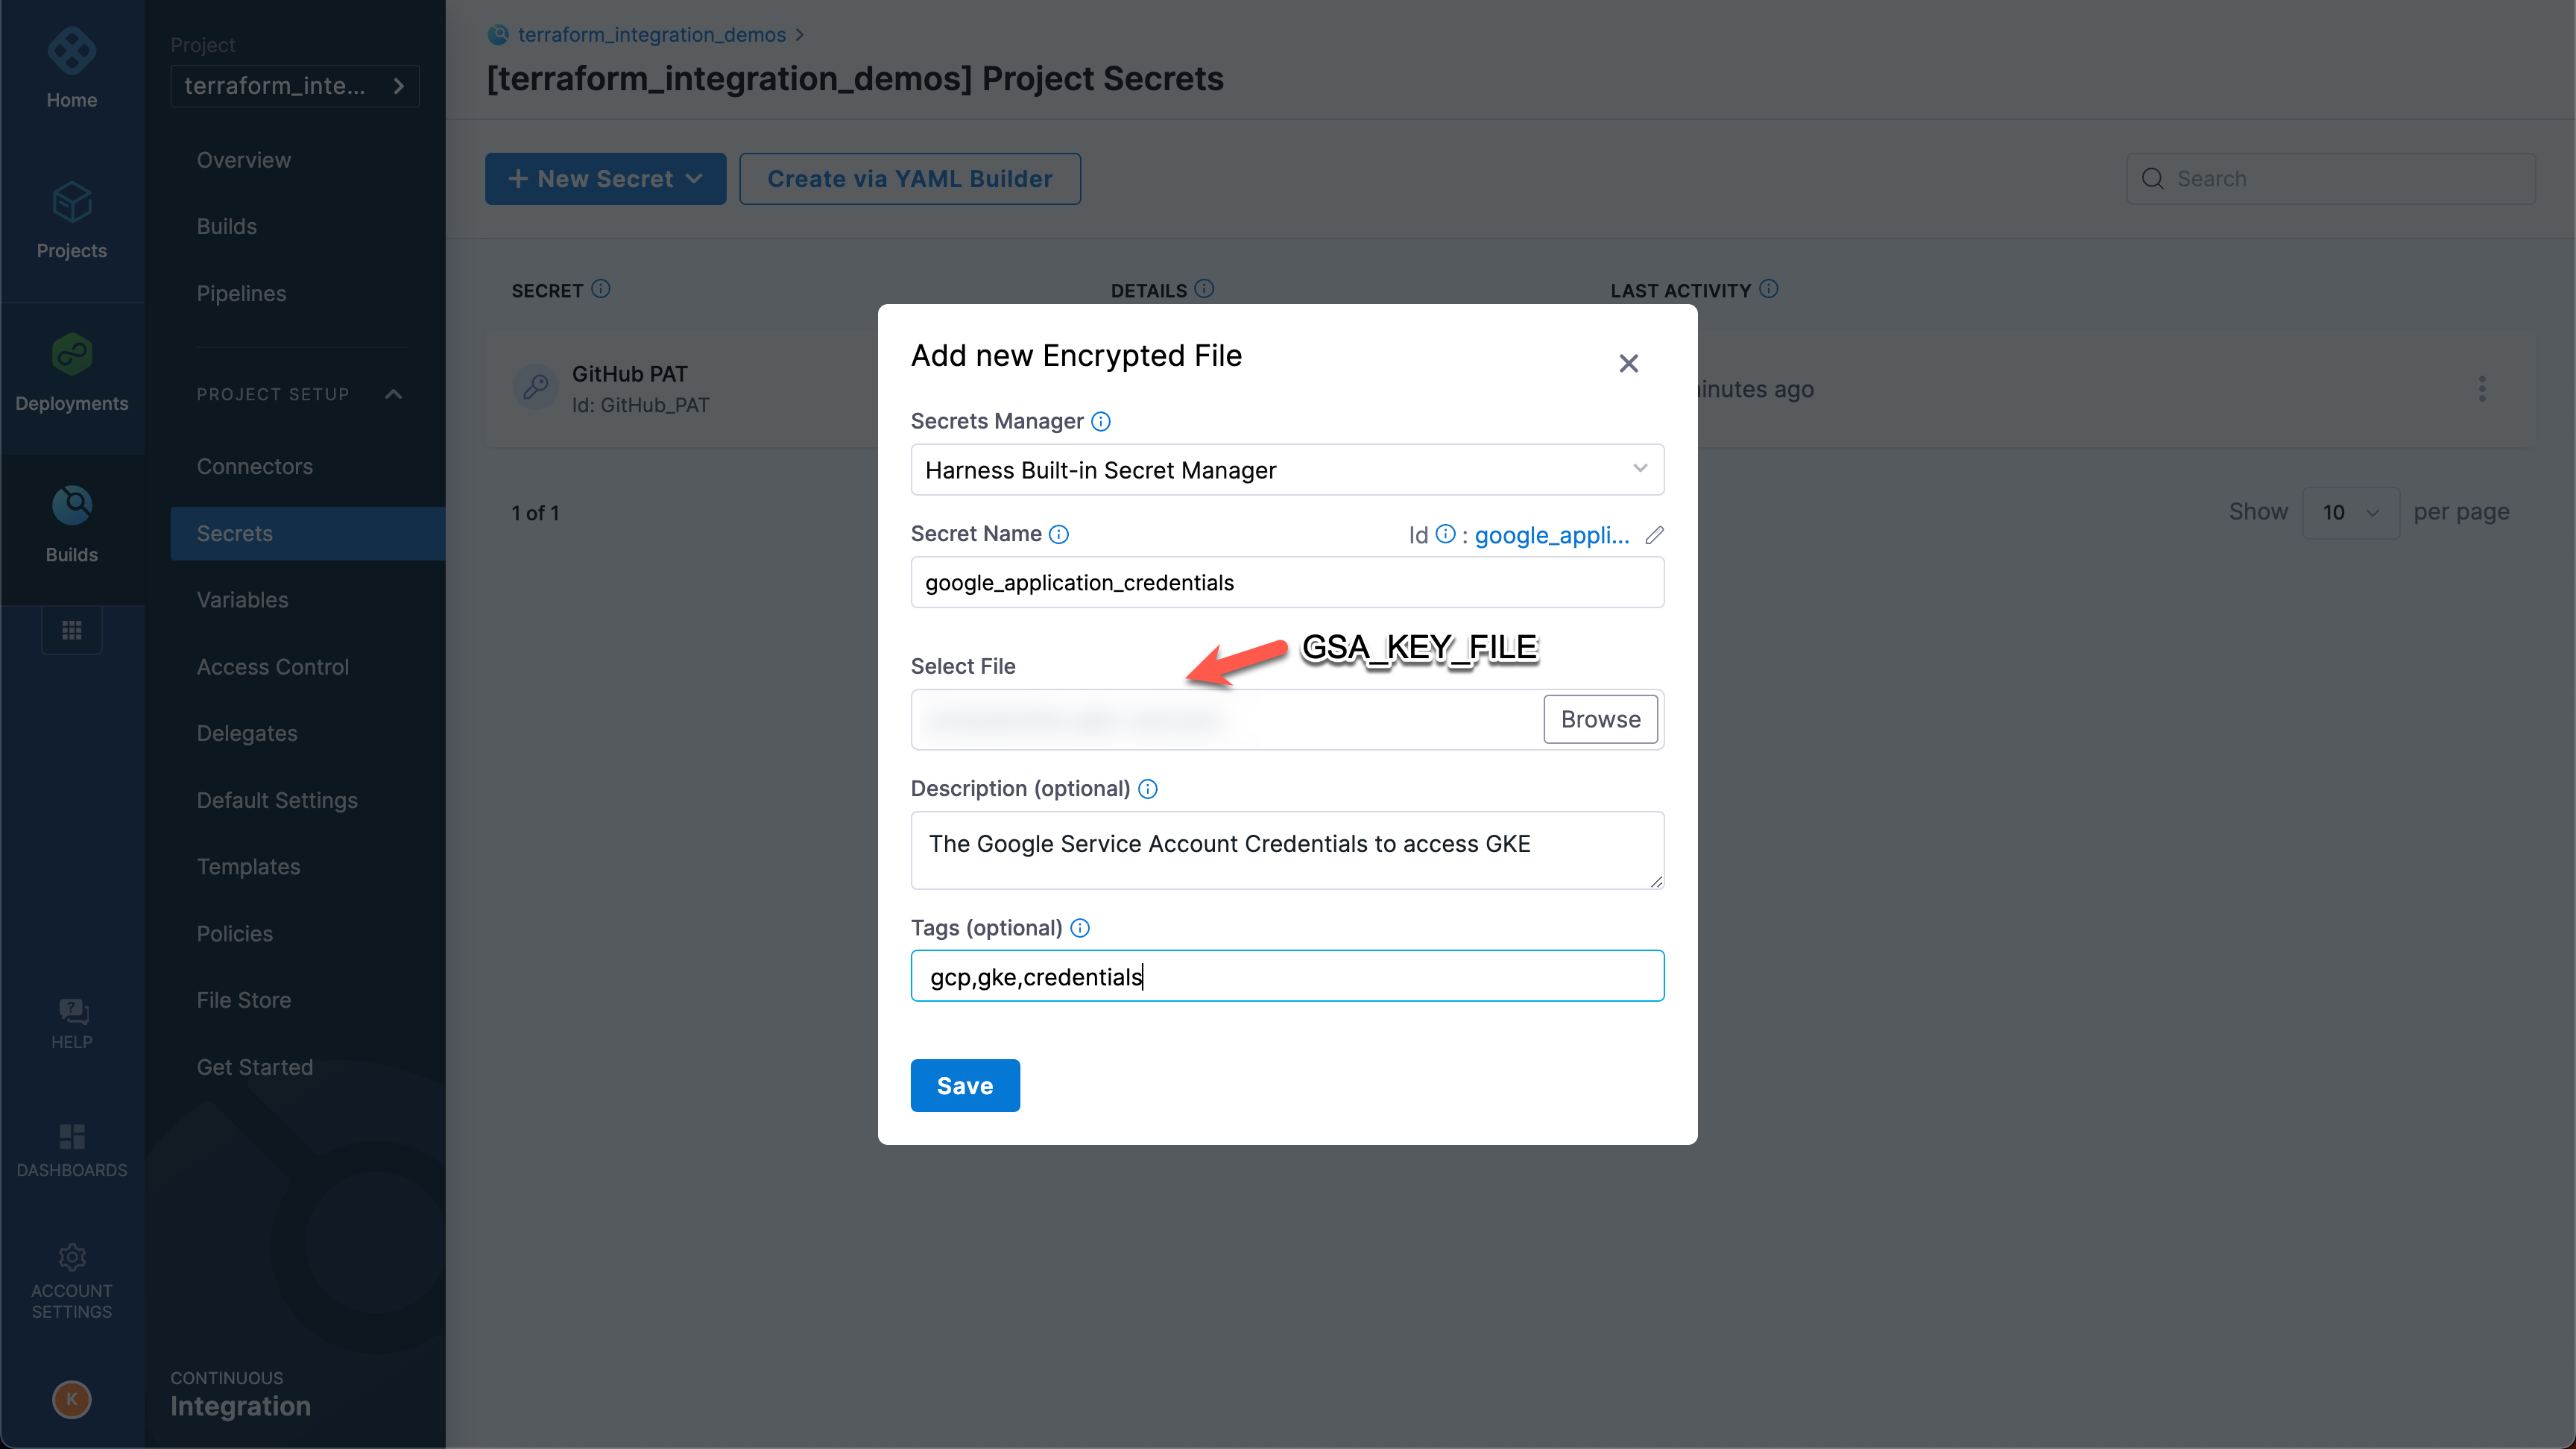 Home
Projects
Deployments
Builds
HELP
DASHBOARDS
ACCOUNT
SETTINGS
K
Project
terraform_inte...
Overview
Builds
Pipelines
PROJECT SETUP
Connectors
Secrets
Variables
Access Control
Delegates
Default Settings
Templates
Policies
File Store
Get Started
CONTINUOUS
Integration
terraform_integration_demos
[terraform_integration_demos] Project Secrets
+ New Secret
Create via YAML Builder
Search
SECRET
DETAILS
LAST ACTIVITY
GitHub PAT
Id: GitHub_PAT
minutes ago
1 of 1
Show 10 per page
Add new Encrypted File
Secrets Manager
Harness Built-in Secret Manager
Secret Name
Id : google_appli...
google_application_credentials
GSA_KEY_FILE
Select File
Browse
Description (optional)
The Google Service Account Credentials to access GKE
Tags (optional)
gcp,gke,credentials
Save